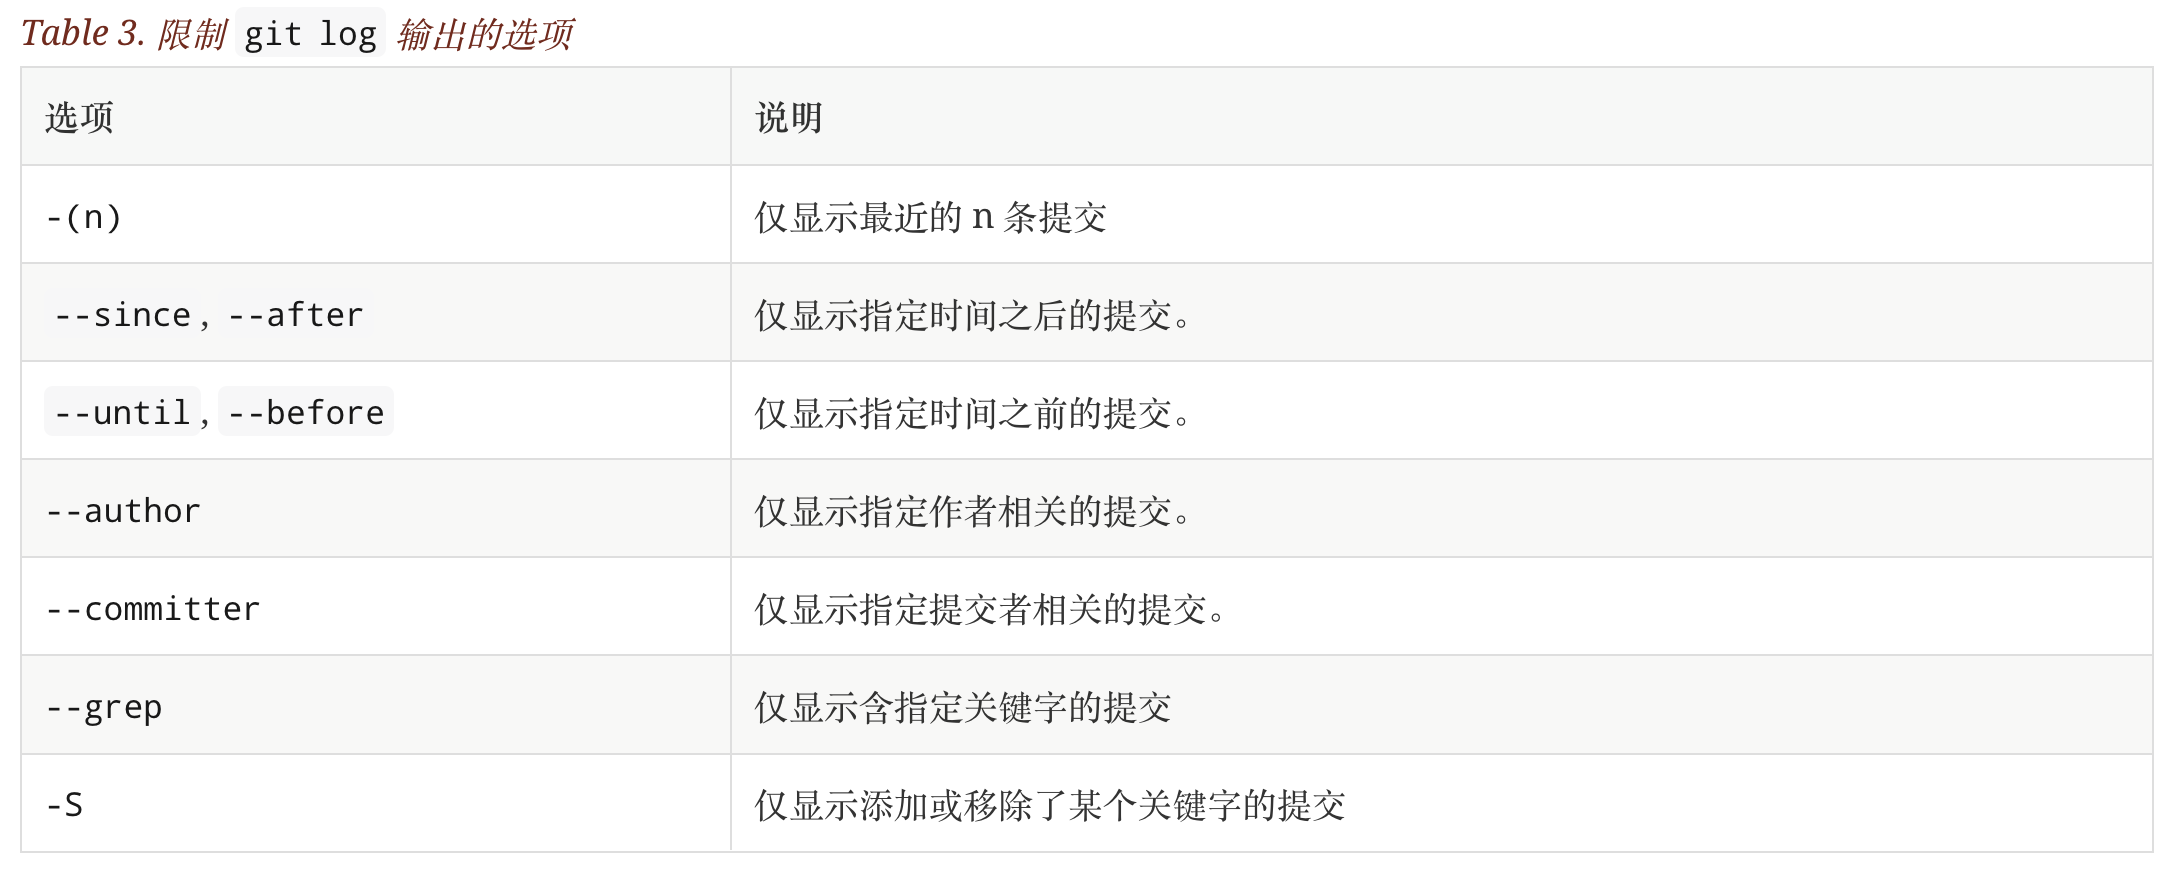 Table 3. 限制 git log 输出的选项
选项 说明
-(n) 仅显示最近的 n 条提交
--since, --after 仅显示指定时间之后的提交。
--until, --before 仅显示指定时间之前的提交。
--author 仅显示指定作者相关的提交。
--committer 仅显示指定提交者相关的提交。
--grep 仅显示含指定关键字的提交
-S 仅显示添加或移除了某个关键字的提交